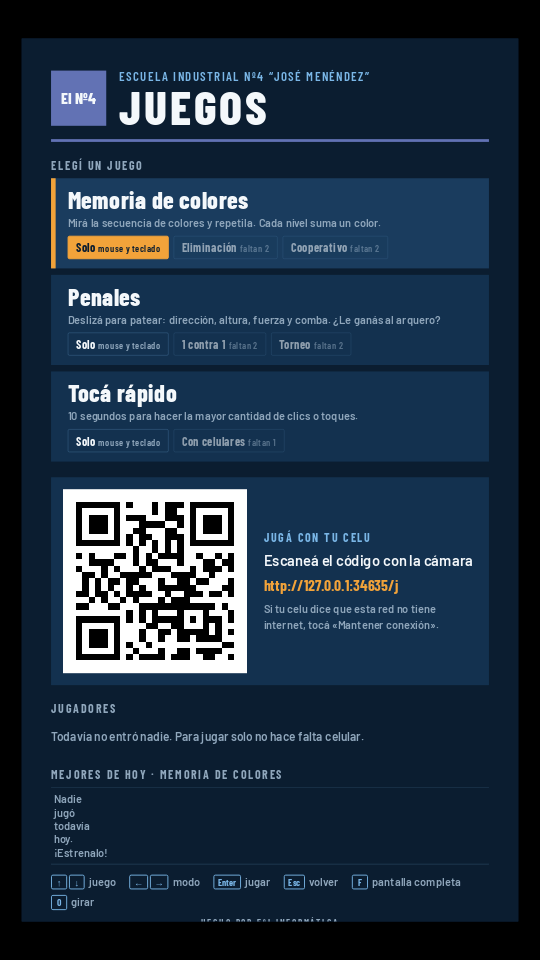 EI Nº4
ESCUELA INDUSTRIAL Nº4 “JOSÉ MENÉNDEZ”
JUEGOS
ELEGÍ UN JUEGO
Memoria de colores
Mirá la secuencia de colores y repetila. Cada nivel suma un color.
Solo mouse y teclado Eliminación faltan 2 Cooperativo faltan 2
Penales
Deslizá para patear: dirección, altura, fuerza y comba. ¿Le ganás al arquero?
Solo mouse y teclado 1 contra 1 faltan 2 Torneo faltan 2
Tocá rápido
10 segundos para hacer la mayor cantidad de clics o toques.
Solo mouse y teclado Con celulares faltan 1
JUGÁ CON TU CELU
Escaneá el código con la cámara
http://127.0.0.1:34635/j
Si tu celu dice que esta red no tiene
internet, tocá «Mantener conexión».
JUGADORES
Todavía no entró nadie. Para jugar solo no hace falta celular.
MEJORES DE HOY · MEMORIA DE COLORES
Nadie
jugó
todavía
hoy.
¡Estrenalo!
↑ ↓ juego ← → modo Enter jugar Esc volver F pantalla completa
0 girar